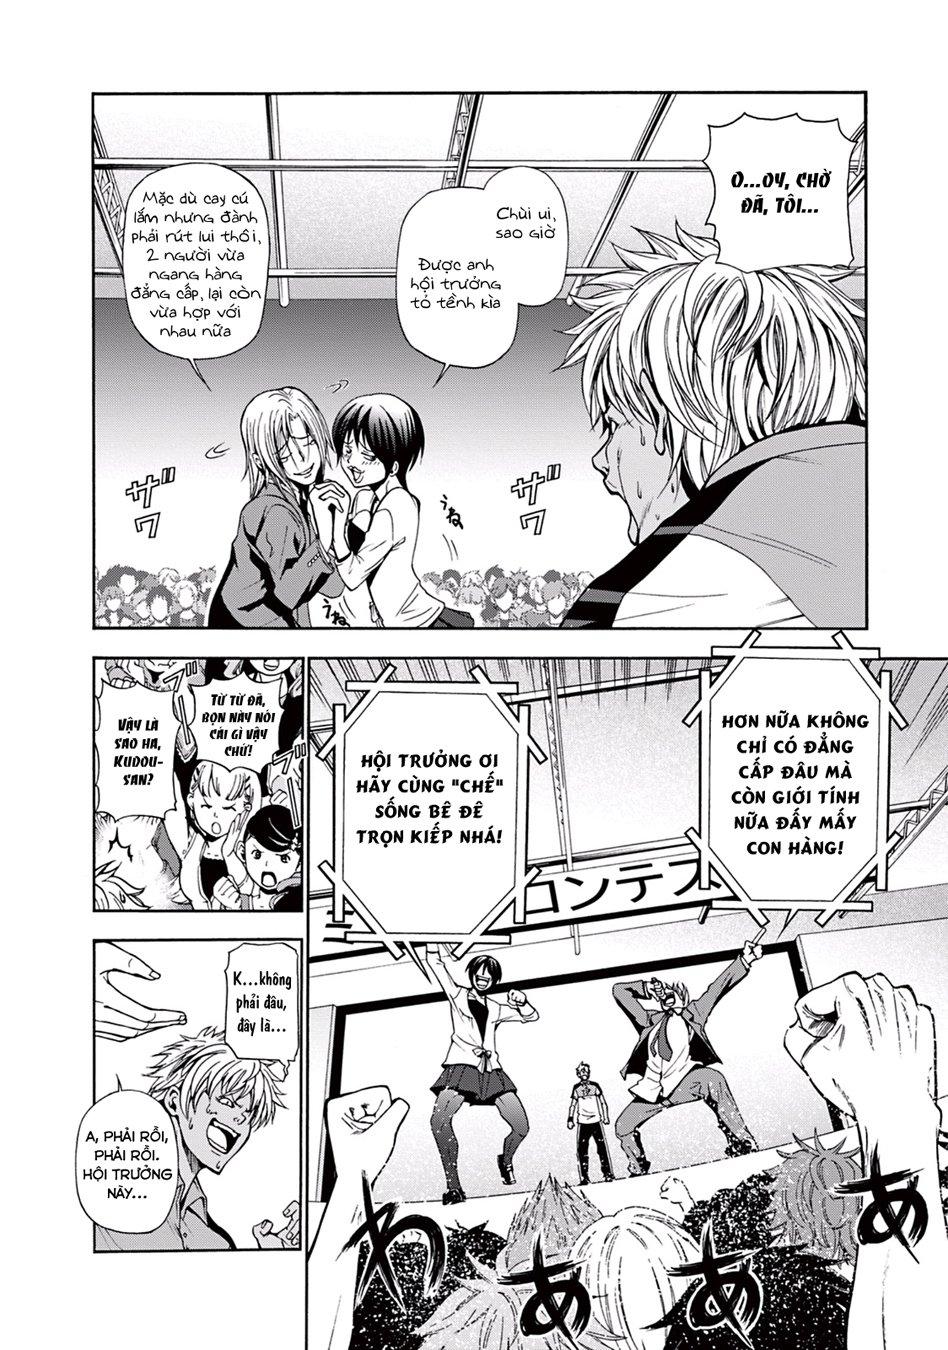 O...OY, CHỜ
ĐÃ, TÔI...
Chùi ui,
sao giờ
Được anh
hội trưởng
tỏ tềnh kìa
Mặc dù cay cú
lắm nhưng đành
phải rút lui thôi,
2 người vừa
ngang hàng
đẳng cấp, lại còn
vừa hợp với
nhau nữa
ザワ
ザワ
うね
うね
HƠN NỮA KHÔNG
CHỈ CÓ ĐẲNG
CẤP ĐÂU MÀ
CÒN GIỚI TÍNH
NỮA ĐẤY MẤY
CON HÀNG!
HỘI TRƯỞNG ƠI
HÃY CÙNG "CHẾ"
SỐNG BÊ ĐÊ
TRỌN KIẾP NHÁ!
コンテス
わあああ
TỪ TỪ ĐÃ,
BỌN NÀY NÓI
CÁI GÌ VẬY
CHỨ!
VẬY LÀ
SAO HA,
KUDOU-
SAN?
K...không
phải đâu,
đây là...
A, PHẢI RỒI,
PHẢI RỒI.
HỘI TRƯỞNG
NÀY...